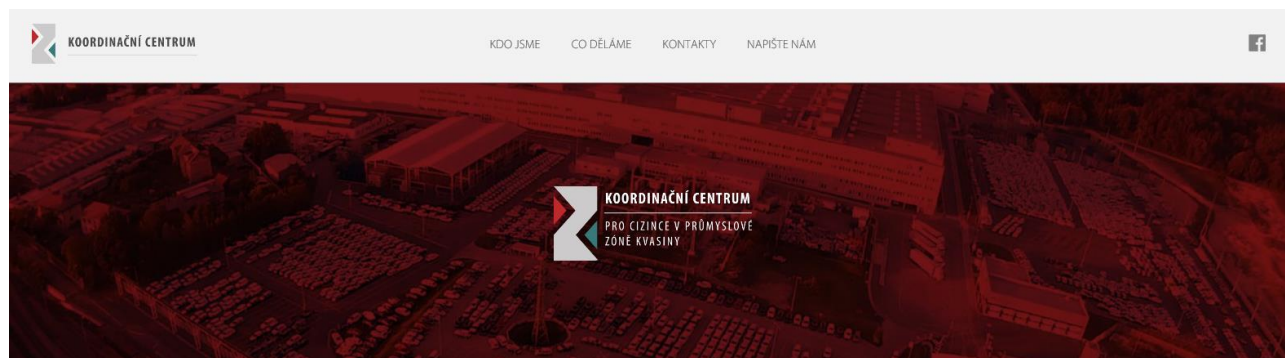 KOORDINAČNÍ CENTRUM
KDO JSME
CO DĚLÁME
KONTAKTY
NAPIŠTE NÁM
KOORDINAČNÍ CENTRUM
PRO CIZINCE V PRŮMYSLOVÉ
ZÓNĚ KVASINY